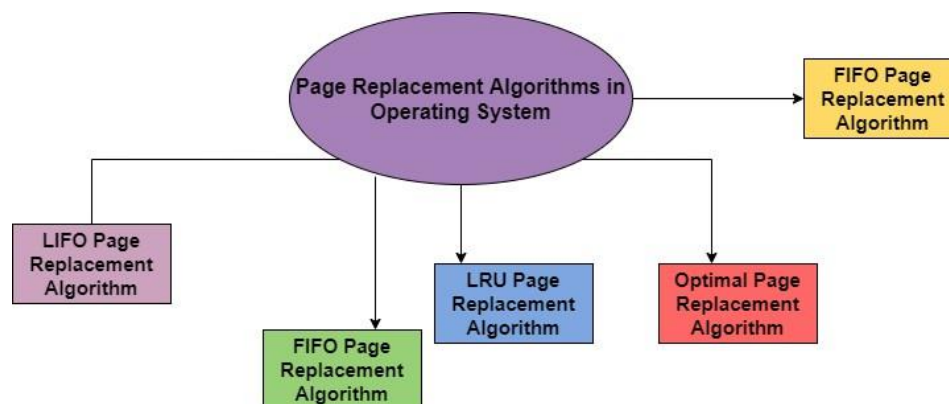 Page Replacement Algorithms in
Operating System
FIFO Page
Replacement
Algorithm
LIFO Page
Replacement
Algorithm
FIFO Page
Replacement
Algorithm
LRU Page
Replacement
Algorithm
Optimal Page
Replacement
Algorithm